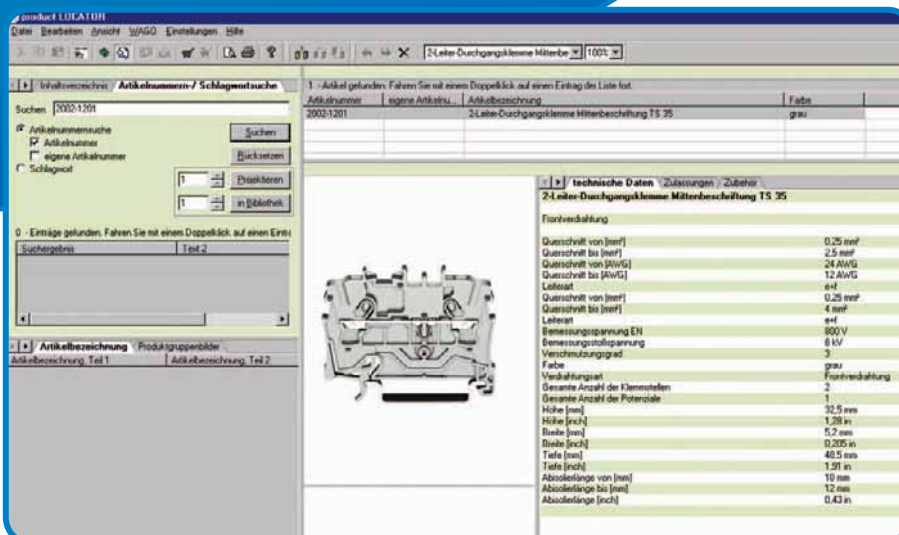 product LOCATOR
Datei Bearbeiten Ansicht WAGO Einstellungen Hilfe
2-Leiter-Durchgangsklemme Mittenbe 100%
Inhaltsverzeichnis Artikelnummern-/ Schlagwortsuche
Suchen 2002-1201
Artikelnummernsuche
Artikelnummer
eigene Artikelnummer
Schlagwort
Suchen
Rücksetzen
1 Projektieren
1 in Bibliothek
0 - Einträge gefunden. Fahren Sie mit einem Doppelklick auf einen Eintra
Suchergebnis Text 2
Artikelbezeichnung Produktgruppenbilder
Artikelbezeichnung, Teil 1 Artikelbezeichnung, Teil 2
1 - Artikel gefunden. Fahren Sie mit einem Doppelklick auf einen Eintrag der Liste fort.
Artikelnummer eigene Artikelnu... Artikelbezeichnung Farbe
2002-1201 2-Leiter-Durchgangsklemme Mittenbeschriftung TS 35 grau
technische Daten Zulassungen Zubehör
2-Leiter-Durchgangsklemme Mittenbeschriftung TS 35
Frontverdrahtung
Querschnitt von [mm²] 0,25 mm²
Querschnitt bis [mm²] 2,5 mm²
Querschnitt von [AWG] 24 AWG
Querschnitt bis [AWG] 12 AWG
Leiterart e+f
Querschnitt von [mm²] 0,25 mm²
Querschnitt bis [mm²] 4 mm²
Leiterart e+f
Bemessungsspannung EN 800 V
Bemessungsstoßspannung 8 kV
Verschmutzungsgrad 3
Farbe grau
Verdrahtungsart Frontverdrahtung
Gesamte Anzahl der Klemmstellen 2
Gesamte Anzahl der Potenziale 1
Höhe [mm] 32,5 mm
Höhe [inch] 1,28 in
Breite [mm] 5,2 mm
Breite [inch] 0,205 in
Tiefe [mm] 48,5 mm
Tiefe [inch] 1,91 in
Abisolierlänge von [mm] 10 mm
Abisolierlänge bis [mm] 12 mm
Abisolierlänge [inch] 0,43 in